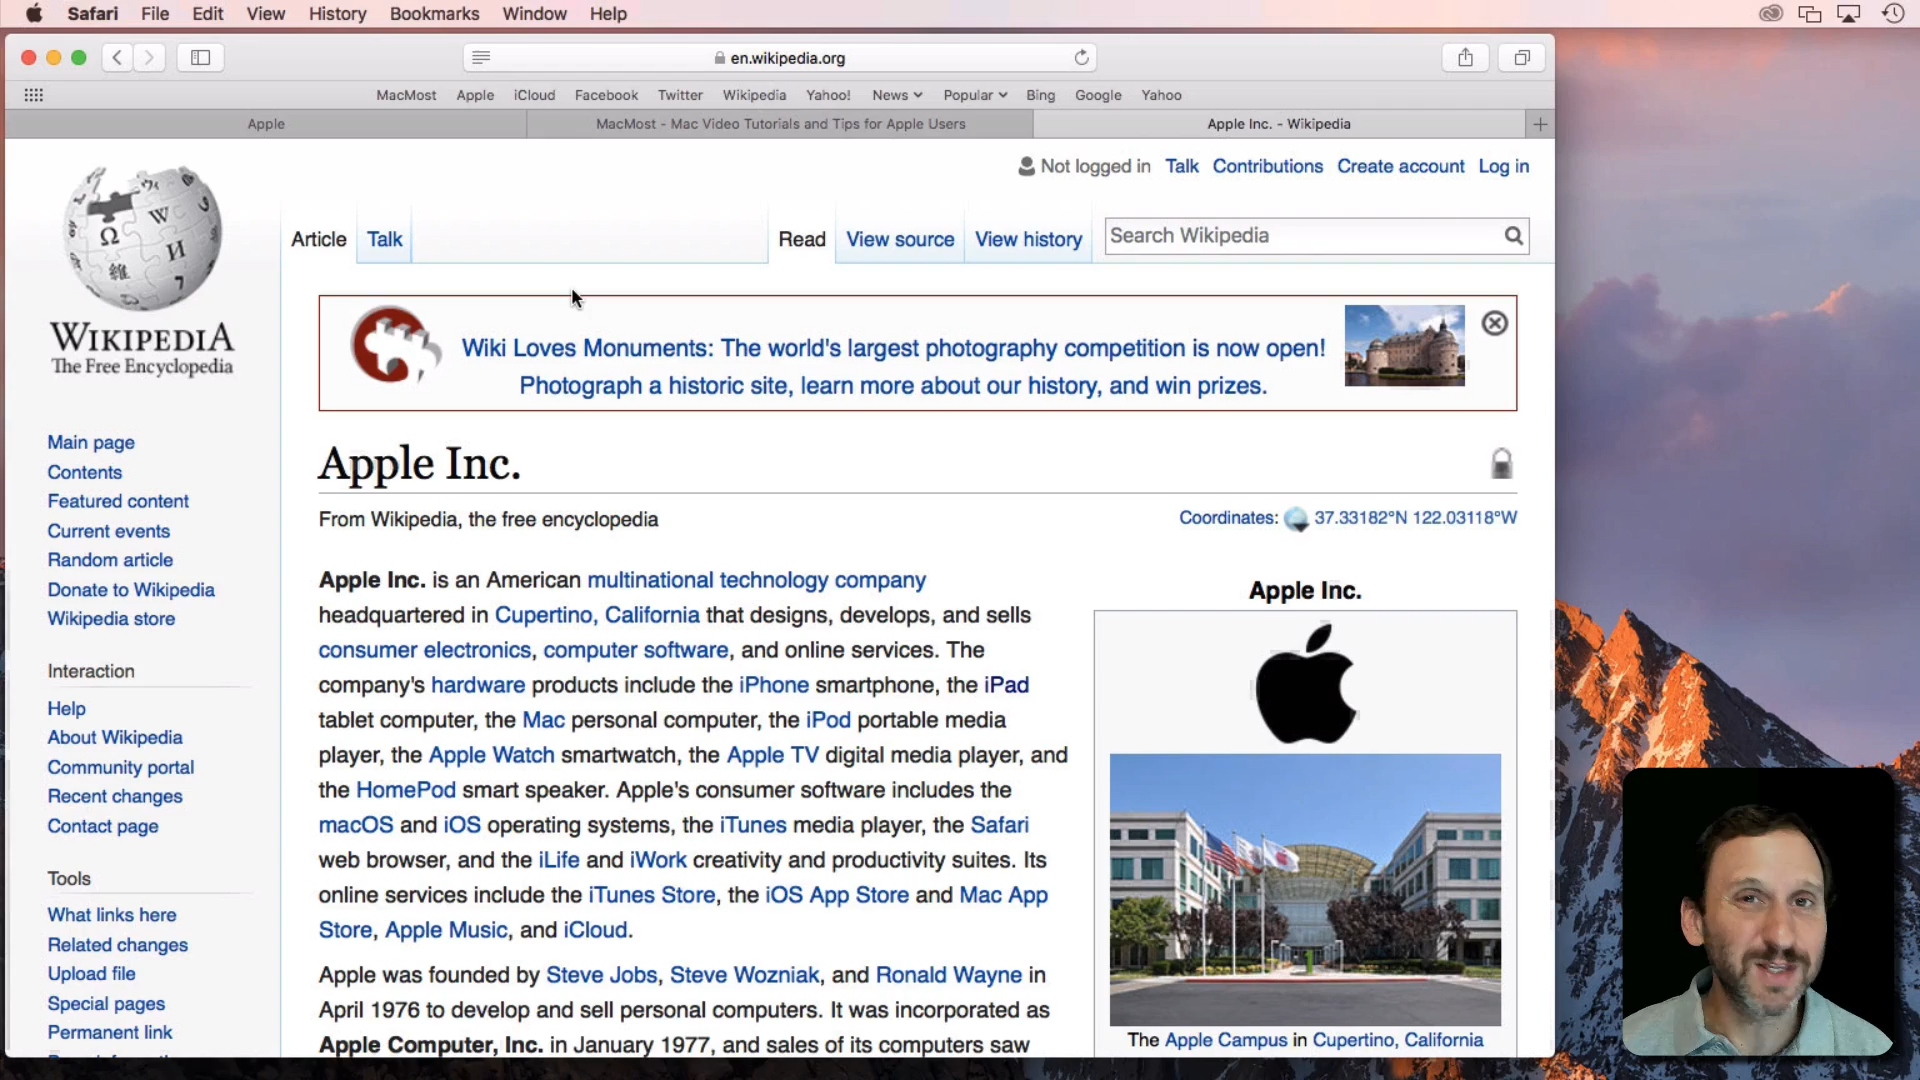 Safari File Edit View History Bookmarks Window Help
en.wikipedia.org
MacMost Apple iCloud Facebook Twitter Wikipedia Yahoo! News Popular Bing Google Yahoo
Apple MacMost - Mac Video Tutorials and Tips for Apple Users Apple Inc. - Wikipedia
Not logged in Talk Contributions Create account Log in
Article Talk Read View source View history Search Wikipedia
WIKIPEDIA
The Free Encyclopedia
Wiki Loves Monuments: The world's largest photography competition is now open!
Photograph a historic site, learn more about our history, and win prizes.
Main page
Contents
Featured content
Current events
Random article
Donate to Wikipedia
Wikipedia store
Interaction
Help
About Wikipedia
Community portal
Recent changes
Contact page
Tools
What links here
Related changes
Upload file
Special pages
Permanent link
Apple Inc.
From Wikipedia, the free encyclopedia
Coordinates: 37.33182°N 122.03118°W
Apple Inc. is an American multinational technology company
headquartered in Cupertino, California that designs, develops, and sells
consumer electronics, computer software, and online services. The
company's hardware products include the iPhone smartphone, the iPad
tablet computer, the Mac personal computer, the iPod portable media
player, the Apple Watch smartwatch, the Apple TV digital media player, and
the HomePod smart speaker. Apple's consumer software includes the
macOS and iOS operating systems, the iTunes media player, the Safari
web browser, and the iLife and iWork creativity and productivity suites. Its
online services include the iTunes Store, the iOS App Store and Mac App
Store, Apple Music, and iCloud.
Apple was founded by Steve Jobs, Steve Wozniak, and Ronald Wayne in
April 1976 to develop and sell personal computers. It was incorporated as
Apple Computer, Inc. in January 1977, and sales of its computers saw
Apple Inc.
The Apple Campus in Cupertino, California